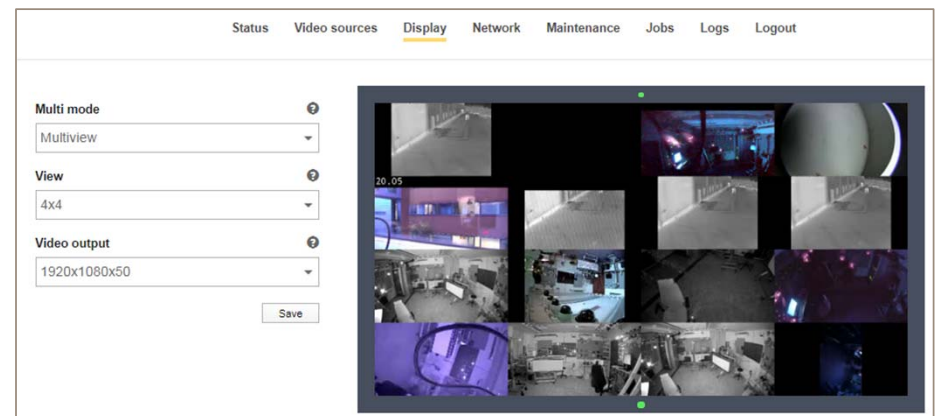 Status Video sources Display Network Maintenance Jobs Logs Logout
Multi mode
Multiview
View
4x4
Video output
1920x1080x50
Save
20.05